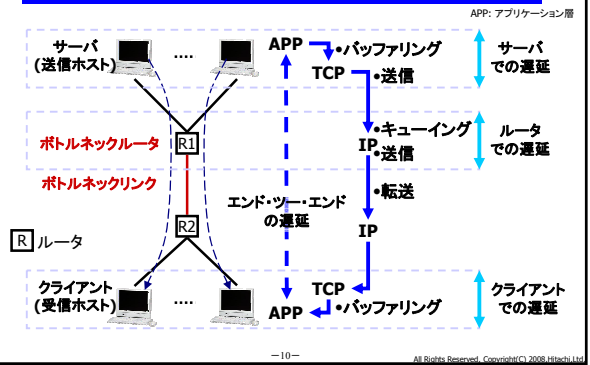 APP: アプリケーション層
サーバ
(送信ホスト)
....
APP
•バッファリング
TCP
•送信
サーバ
での遅延
ボトルネックルータ
R1
•キューイング
IP
•送信
ルータ
での遅延
ボトルネックリンク
エンド・ツー・エンド
の遅延
•転送
R2
IP
R ルータ
クライアント
(受信ホスト)
....
TCP
•バッファリング
APP
クライアント
での遅延
－10－
All Rights Reserved, Copyright(C) 2008,Hitachi,Ltd